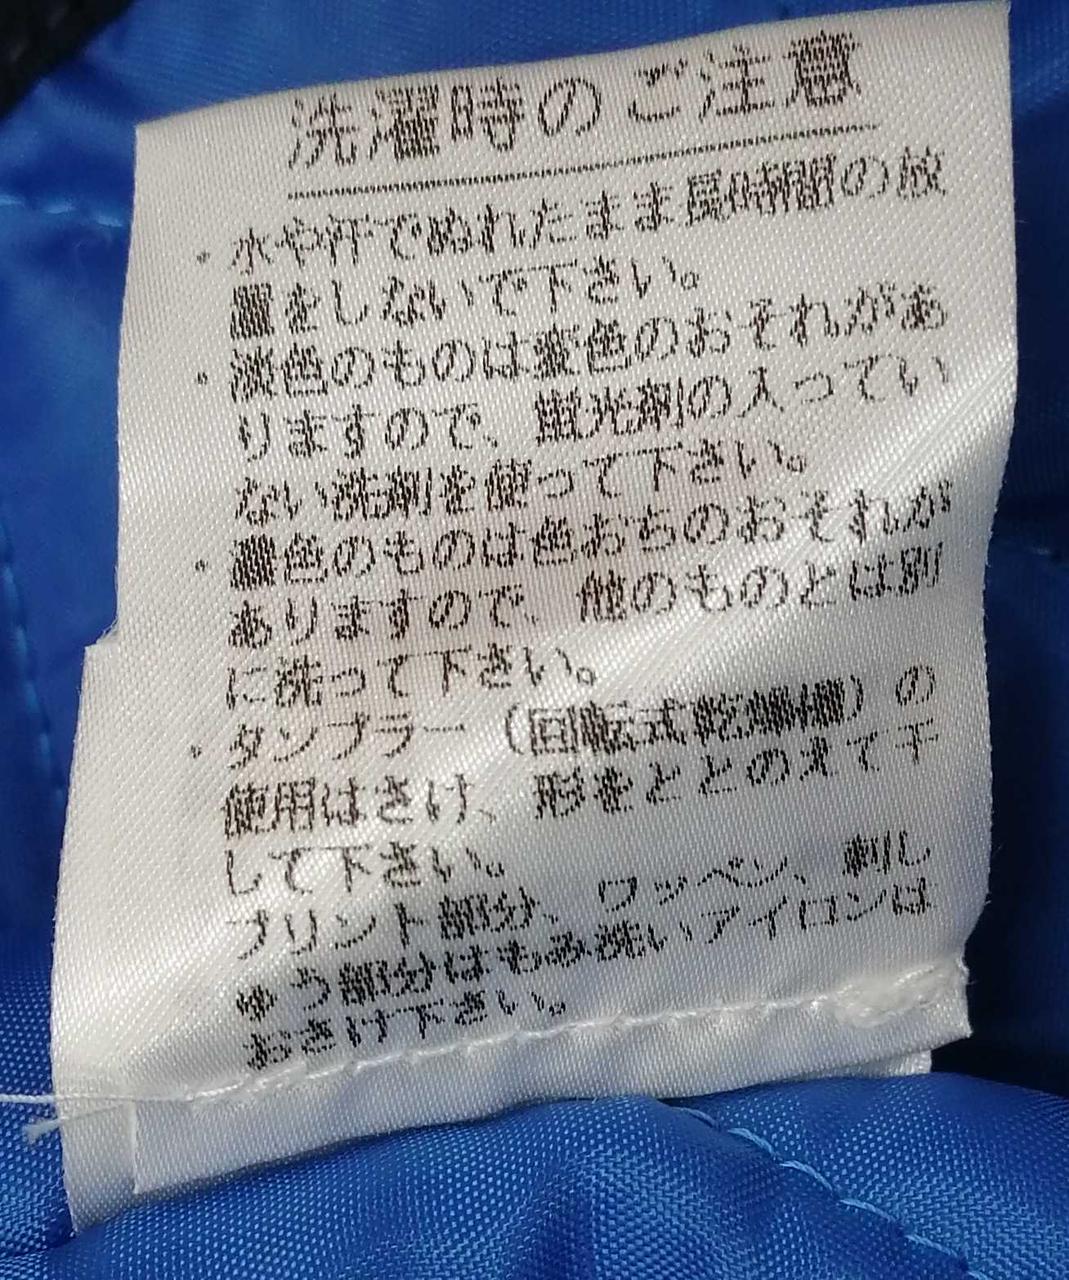 洗濯時のご注意
・水や汗でぬれたまま長時間の放
置をしないで下さい。
・淡色のものは変色のおそれがあ
りますので、蛍光剤の入ってい
ない洗剤を使って下さい。
・濃色のものは色おちのおそれが
ありますので、他のものとは別
に洗って下さい。
・タンブラー（回転式乾燥機）の
使用はさけ、形をととのえて干
して下さい。
プリント部分、ワッペン、刺し
ゅう部分はもみ洗いアイロンは
おさけ下さい。